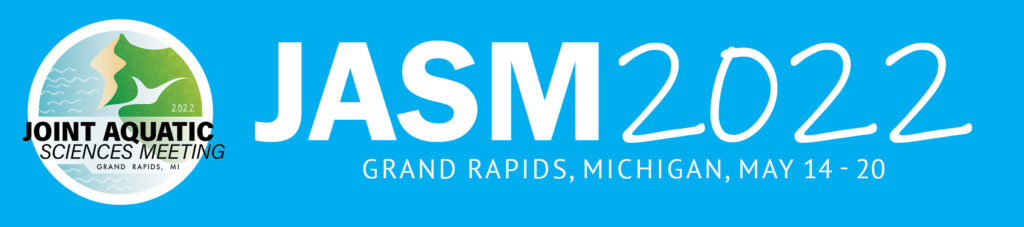 2022
JOINT AQUATIC
SCIENCES MEETING
GRAND RAPIDS, MI
JASM2022
GRAND RAPIDS, MICHIGAN, MAY 14 - 20